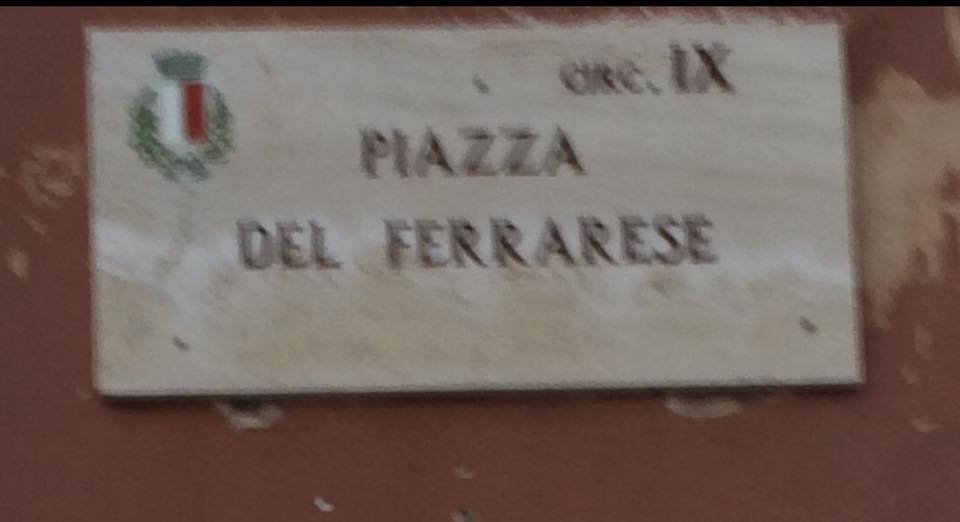 CIRC. IX
PIAZZA
DEL FERRARESE